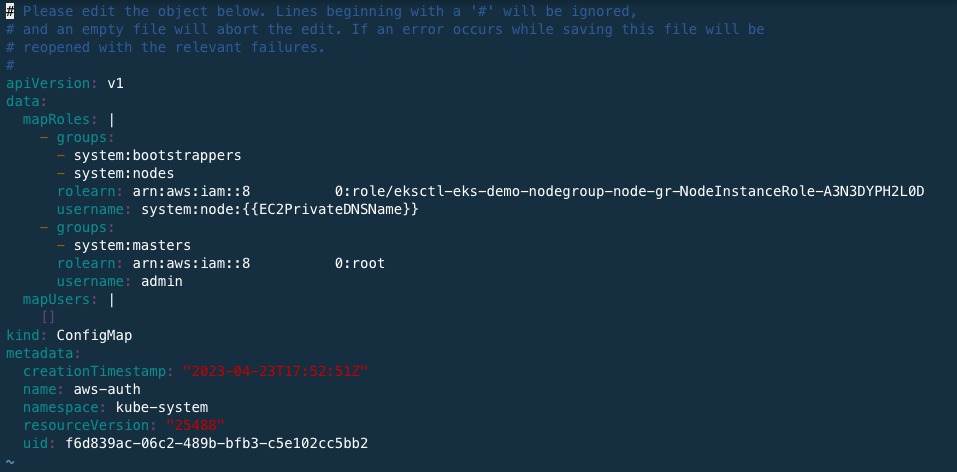 # Please edit the object below. Lines beginning with a '#' will be ignored,
# and an empty file will abort the edit. If an error occurs while saving this file will be
# reopened with the relevant failures.
#
apiVersion: v1
data:
  mapRoles: |
    - groups:
      - system:bootstrappers
      - system:nodes
      rolearn: arn:aws:iam::8          0:role/eksctl-eks-demo-nodegroup-node-gr-NodeInstanceRole-A3N3DYPH2L0D
      username: system:node:{{EC2PrivateDNSName}}
    - groups:
      - system:masters
      rolearn: arn:aws:iam::8          0:root
      username: admin
  mapUsers: |
    []
kind: ConfigMap
metadata:
  creationTimestamp: "2023-04-23T17:52:51Z"
  name: aws-auth
  namespace: kube-system
  resourceVersion: "25488"
  uid: f6d839ac-06c2-489b-bfb3-c5e102cc5bb2
~